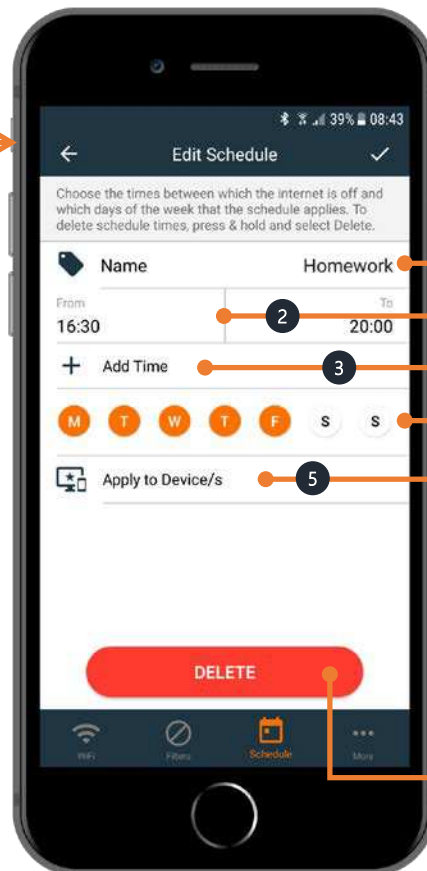 39% 08:43
Edit Schedule
Choose the times between which the internet is off and
which days of the week that the schedule applies. To
delete schedule times, press & hold and select Delete.
Name Homework
From To
16:30 2 20:00
+ Add Time 3
M T W T F S S
Apply to Device/s 5
DELETE
WiFi Filters Schedule More